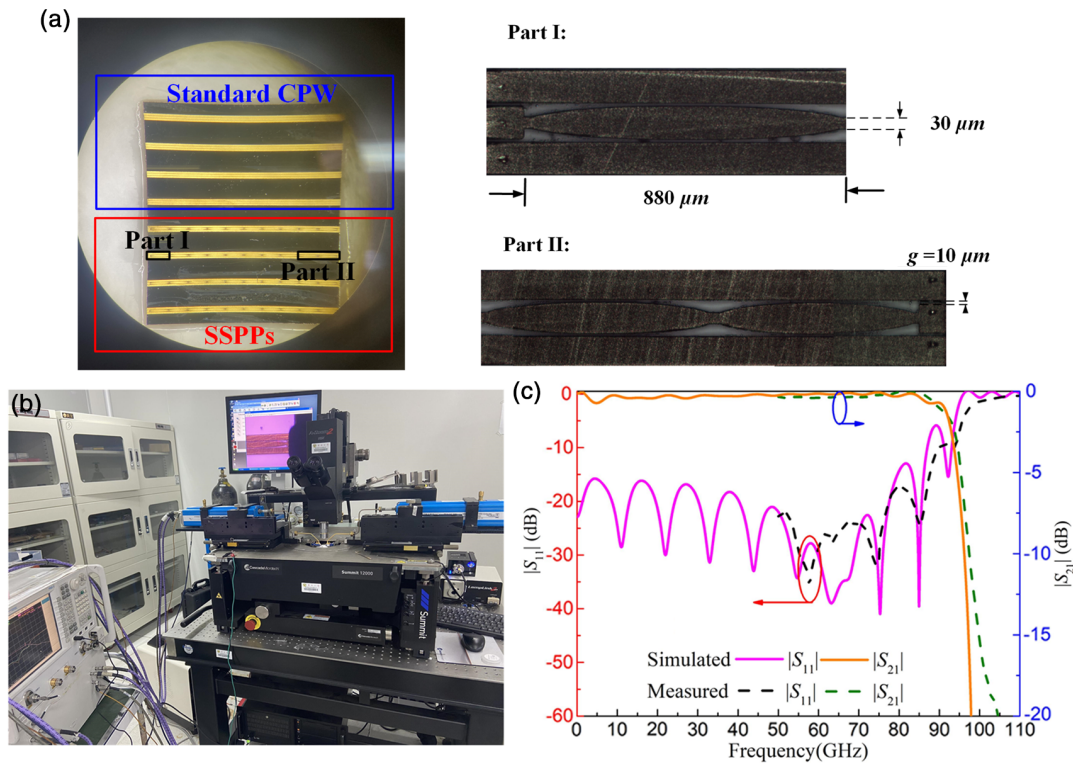 (a)
Standard CPW
Part I
Part II
SSPPs
Part I:
30 μm
880 μm
Part II:
g =10 μm
(b)
Summit 12000
Summit
(c)
0
-10
-20
-30
-40
-50
-60
|S11| (dB)
0
-5
-10
-15
-20
|S21| (dB)
Simulated |S11| |S21|
Measured |S11| |S21|
0 10 20 30 40 50 60 70 80 90 100 110
Frequency(GHz)